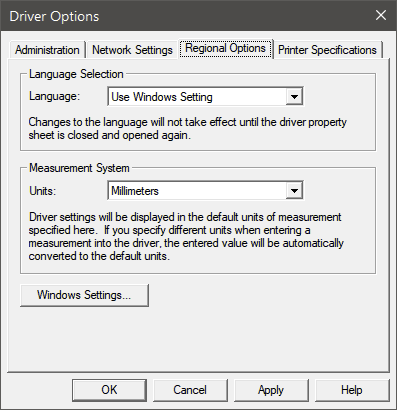 Driver Options
Administration Network Settings Regional Options Printer Specifications
Language Selection
Language: Use Windows Setting
Changes to the language will not take effect until the driver property
sheet is closed and opened again.
Measurement System
Units: Millimeters
Driver settings will be displayed in the default units of measurement
specified here.  If you specify different units when entering a
measurement into the driver, the entered value will be automatically
converted to the default units.
Windows Settings...
OK Cancel Apply Help